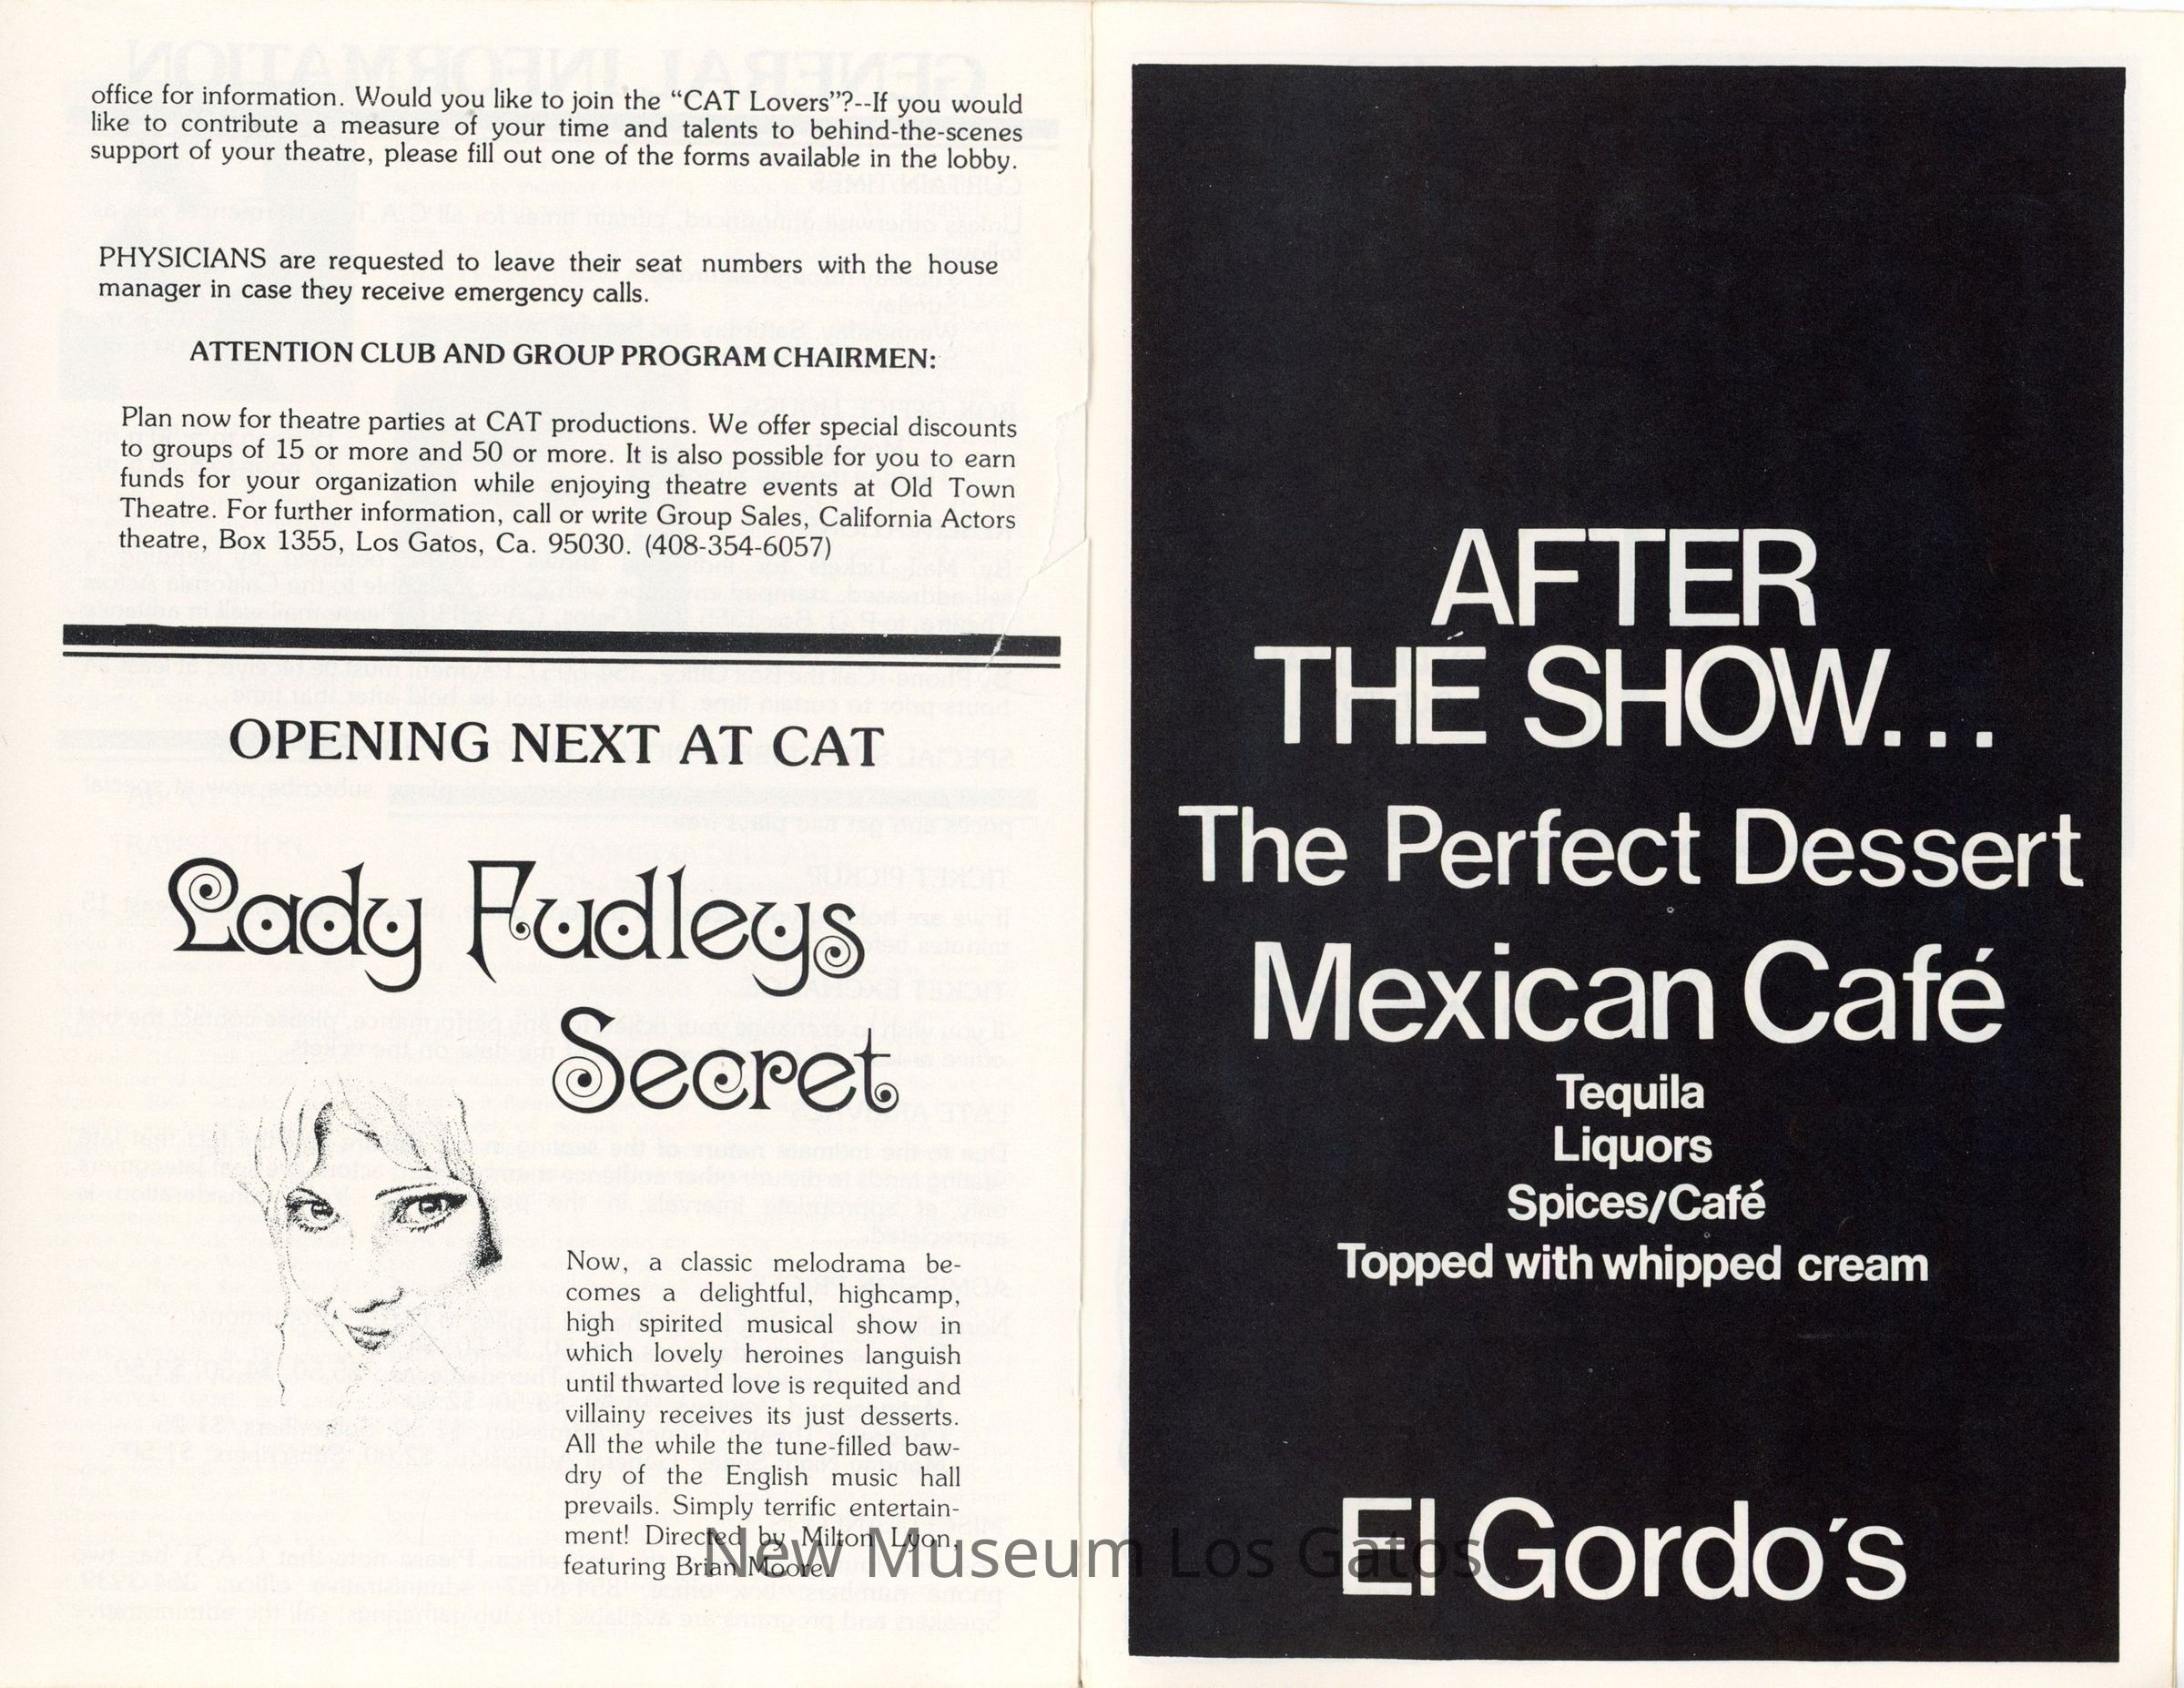 office for information. Would you like to join the “CAT Lovers”?--If you would
like to contribute a measure of your time and talents to behind-the-scenes
support of your theatre, please fill out one of the forms available in the lobby.
PHYSICIANS are requested to leave their seat numbers with the house
manager in case they receive emergency calls.
ATTENTION CLUB AND GROUP PROGRAM CHAIRMEN:
Plan now for theatre parties at CAT productions. We offer special discounts
to groups of 15 or more and 50 or more. It is also possible for you to earn
funds for your organization while enjoying theatre events at Old Town
Theatre. For further information, call or write Group Sales, California Actors
theatre, Box 1355, Los Gatos, Ca. 95030. (408-354-6057)
OPENING NEXT AT CAT
Lady Fudleys
Secret
Now, a classic melodrama be-
comes a delightful, highcamp,
high spirited musical show in
which lovely heroines languish
until thwarted love is requited and
villainy receives its just desserts.
All the while the tune-filled baw-
dry of the English music hall
prevails. Simply terrific entertain-
ment! Directed by Milton Lyon,
featuring Brian Moore.
AFTER
THE SHOW...
The Perfect Dessert
Mexican Café
Tequila
Liquors
Spices/Café
Topped with whipped cream
El Gordo's
New Museum Los Gatos